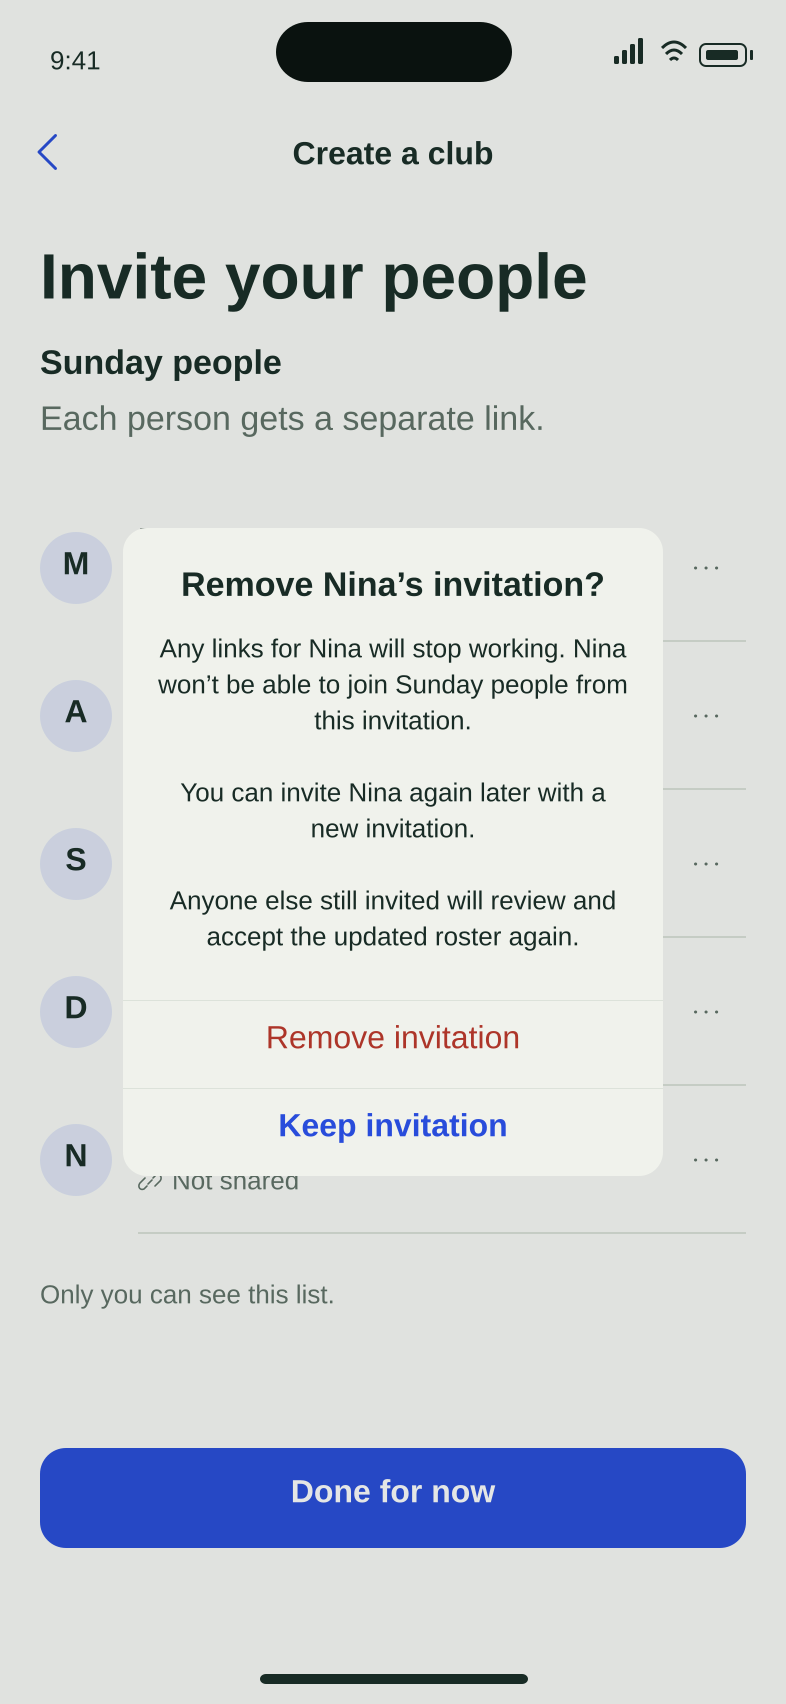 9:41
Create a club
Invite your people
Sunday people
Each person gets a separate link.
M
Remove Nina’s invitation?
Any links for Nina will stop working. Nina
won’t be able to join Sunday people from
this invitation.
A
You can invite Nina again later with a
new invitation.
S
Anyone else still invited will review and
accept the updated roster again.
D
Remove invitation
Keep invitation
N
Not shared
Only you can see this list.
Done for now